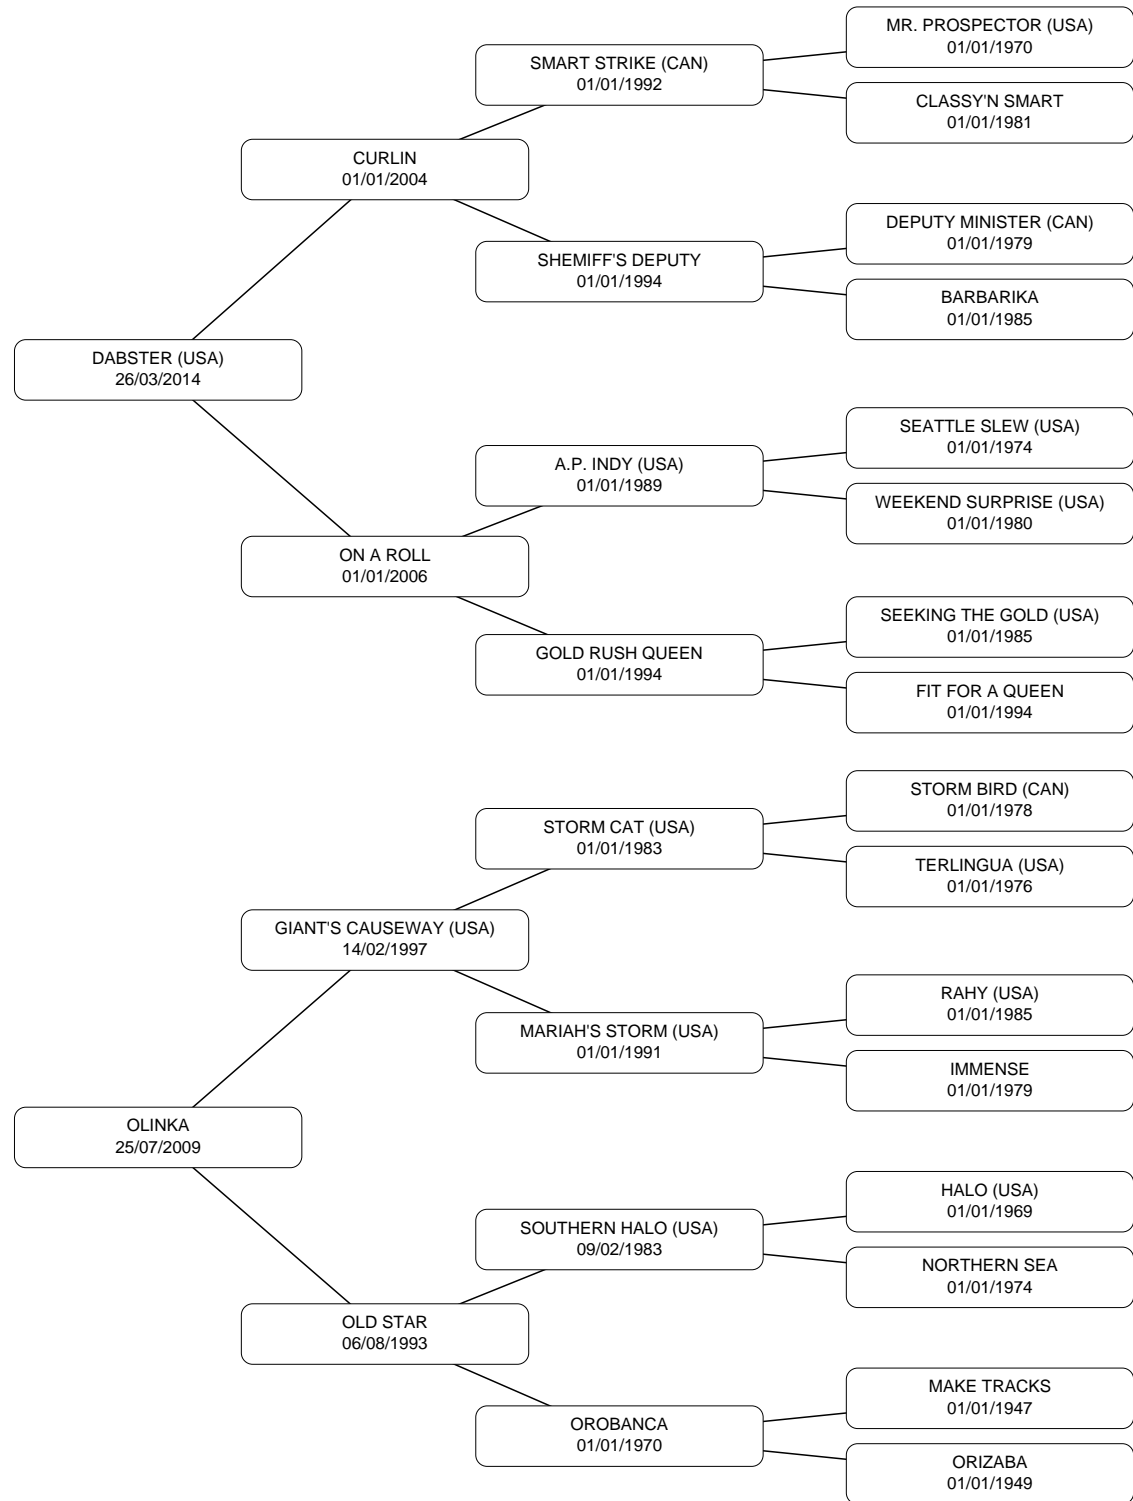 MR. PROSPECTOR (USA)
01/01/1970
SMART STRIKE (CAN)
01/01/1992
CLASSY'N SMART
01/01/1981
CURLIN
01/01/2004
DEPUTY MINISTER (CAN)
01/01/1979
SHEMIFF'S DEPUTY
01/01/1994
BARBARIKA
01/01/1985
DABSTER (USA)
26/03/2014
SEATTLE SLEW (USA)
01/01/1974
A.P. INDY (USA)
01/01/1989
WEEKEND SURPRISE (USA)
01/01/1980
ON A ROLL
01/01/2006
SEEKING THE GOLD (USA)
01/01/1985
GOLD RUSH QUEEN
01/01/1994
FIT FOR A QUEEN
01/01/1994
STORM BIRD (CAN)
01/01/1978
STORM CAT (USA)
01/01/1983
TERLINGUA (USA)
01/01/1976
GIANT'S CAUSEWAY (USA)
14/02/1997
RAHY (USA)
01/01/1985
MARIAH'S STORM (USA)
01/01/1991
IMMENSE
01/01/1979
OLINKA
25/07/2009
HALO (USA)
01/01/1969
SOUTHERN HALO (USA)
09/02/1983
NORTHERN SEA
01/01/1974
OLD STAR
06/08/1993
MAKE TRACKS
01/01/1947
OROBANCA
01/01/1970
ORIZABA
01/01/1949